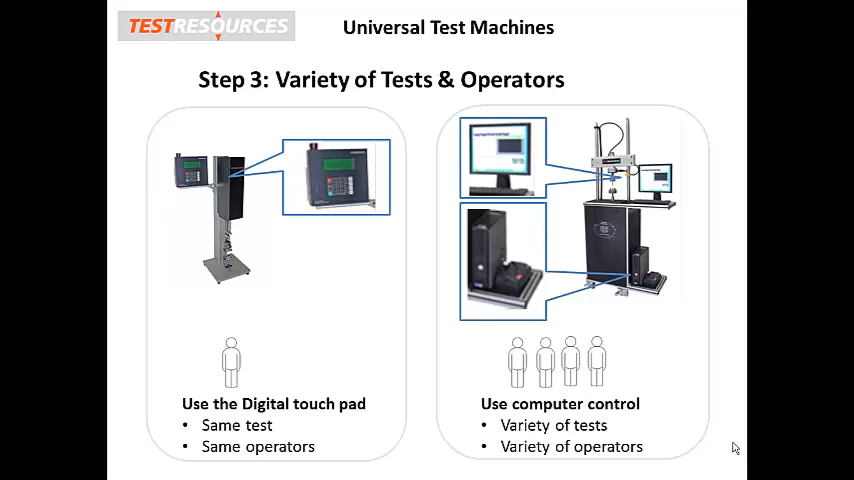 TESTRESOURCES
Universal Test Machines
Step 3: Variety of Tests & Operators
Use the Digital touch pad
• Same test
• Same operators
Use computer control
• Variety of tests
• Variety of operators